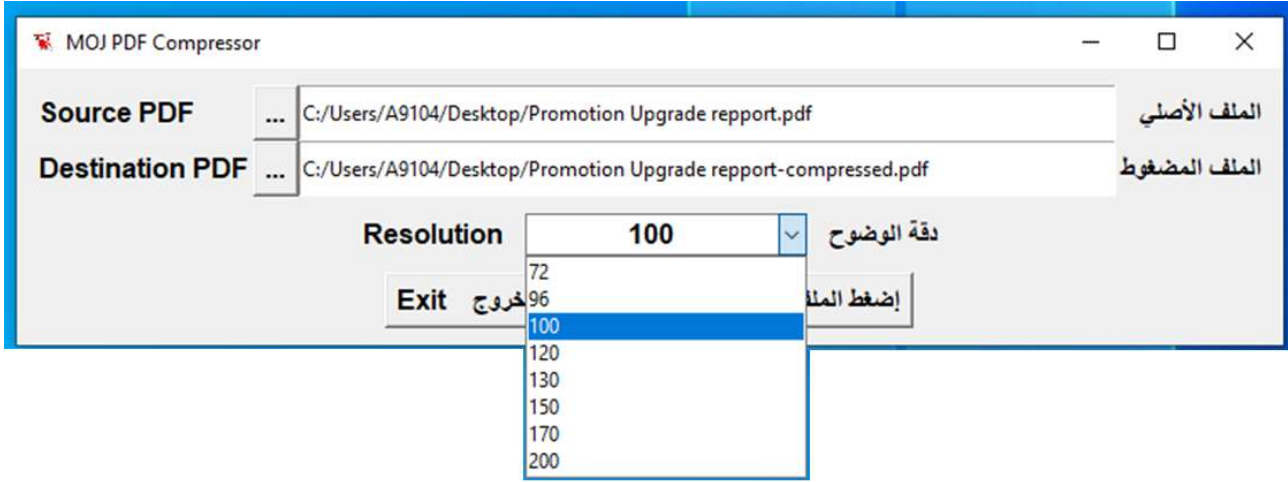 MOJ PDF Compressor
Source PDF ... C:/Users/A9104/Desktop/Promotion Upgrade repport.pdf الملف الأصلي
Destination PDF ... C:/Users/A9104/Desktop/Promotion Upgrade repport-compressed.pdf الملف المضغوط
Resolution 100 دقة الوضوح
72
Exit إضغط
96
100
120
130
150
170
200